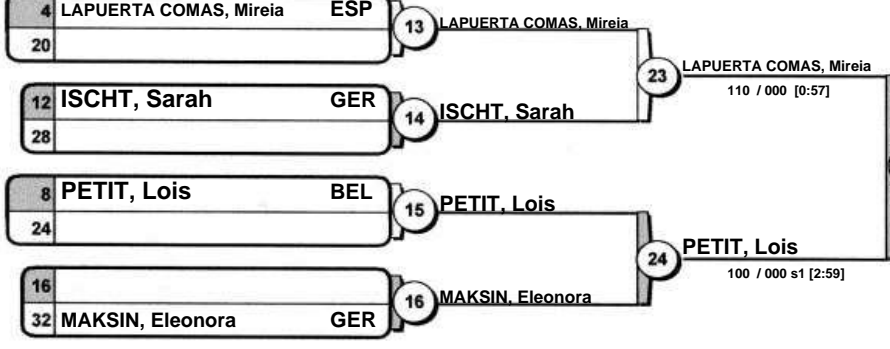 4 LAPUERTA COMAS, Mireia ESP
20
13 LAPUERTA COMAS, Mireia
23 LAPUERTA COMAS, Mireia
110 / 000 [0:57]
12 ISCHT, Sarah GER
28
14 ISCHT, Sarah
8 PETIT, Lois BEL
24
15 PETIT, Lois
24 PETIT, Lois
100 / 000 s1 [2:59]
16
32 MAKSIN, Eleonora GER
16 MAKSIN, Eleonora